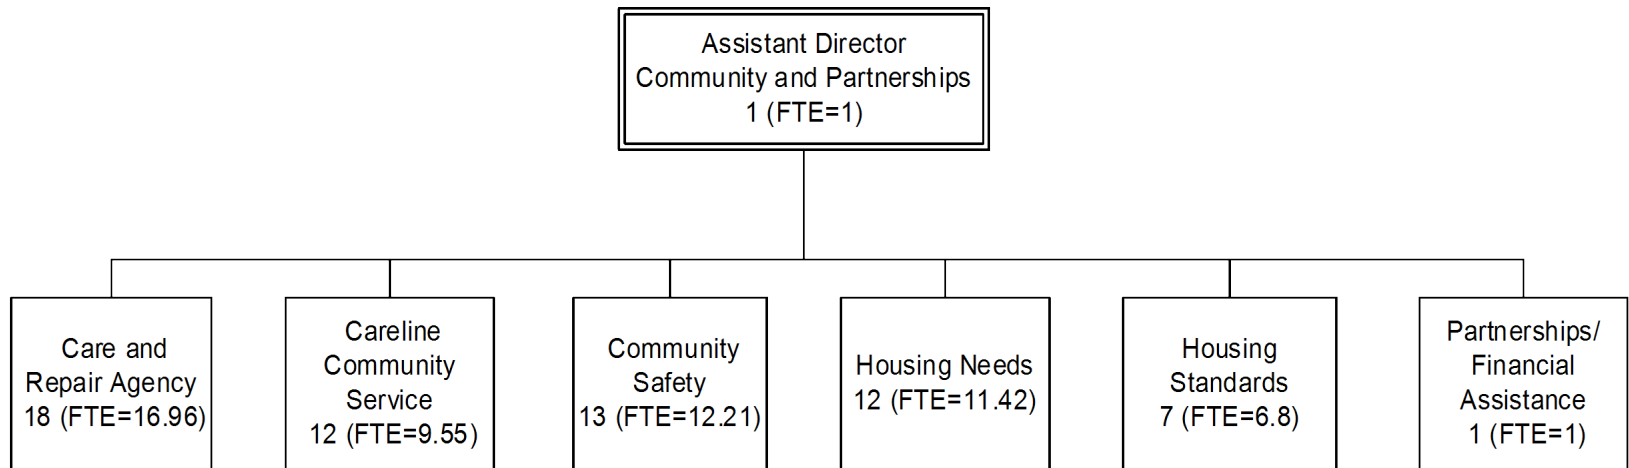 Assistant Director
Community and Partnerships
1 (FTE=1)
Care and
Repair Agency
18 (FTE=16.96)
Careline
Community
Service
12 (FTE=9.55)
Community
Safety
13 (FTE=12.21)
Housing Needs
12 (FTE=11.42)
Housing
Standards
7 (FTE=6.8)
Partnerships/
Financial
Assistance
1 (FTE=1)